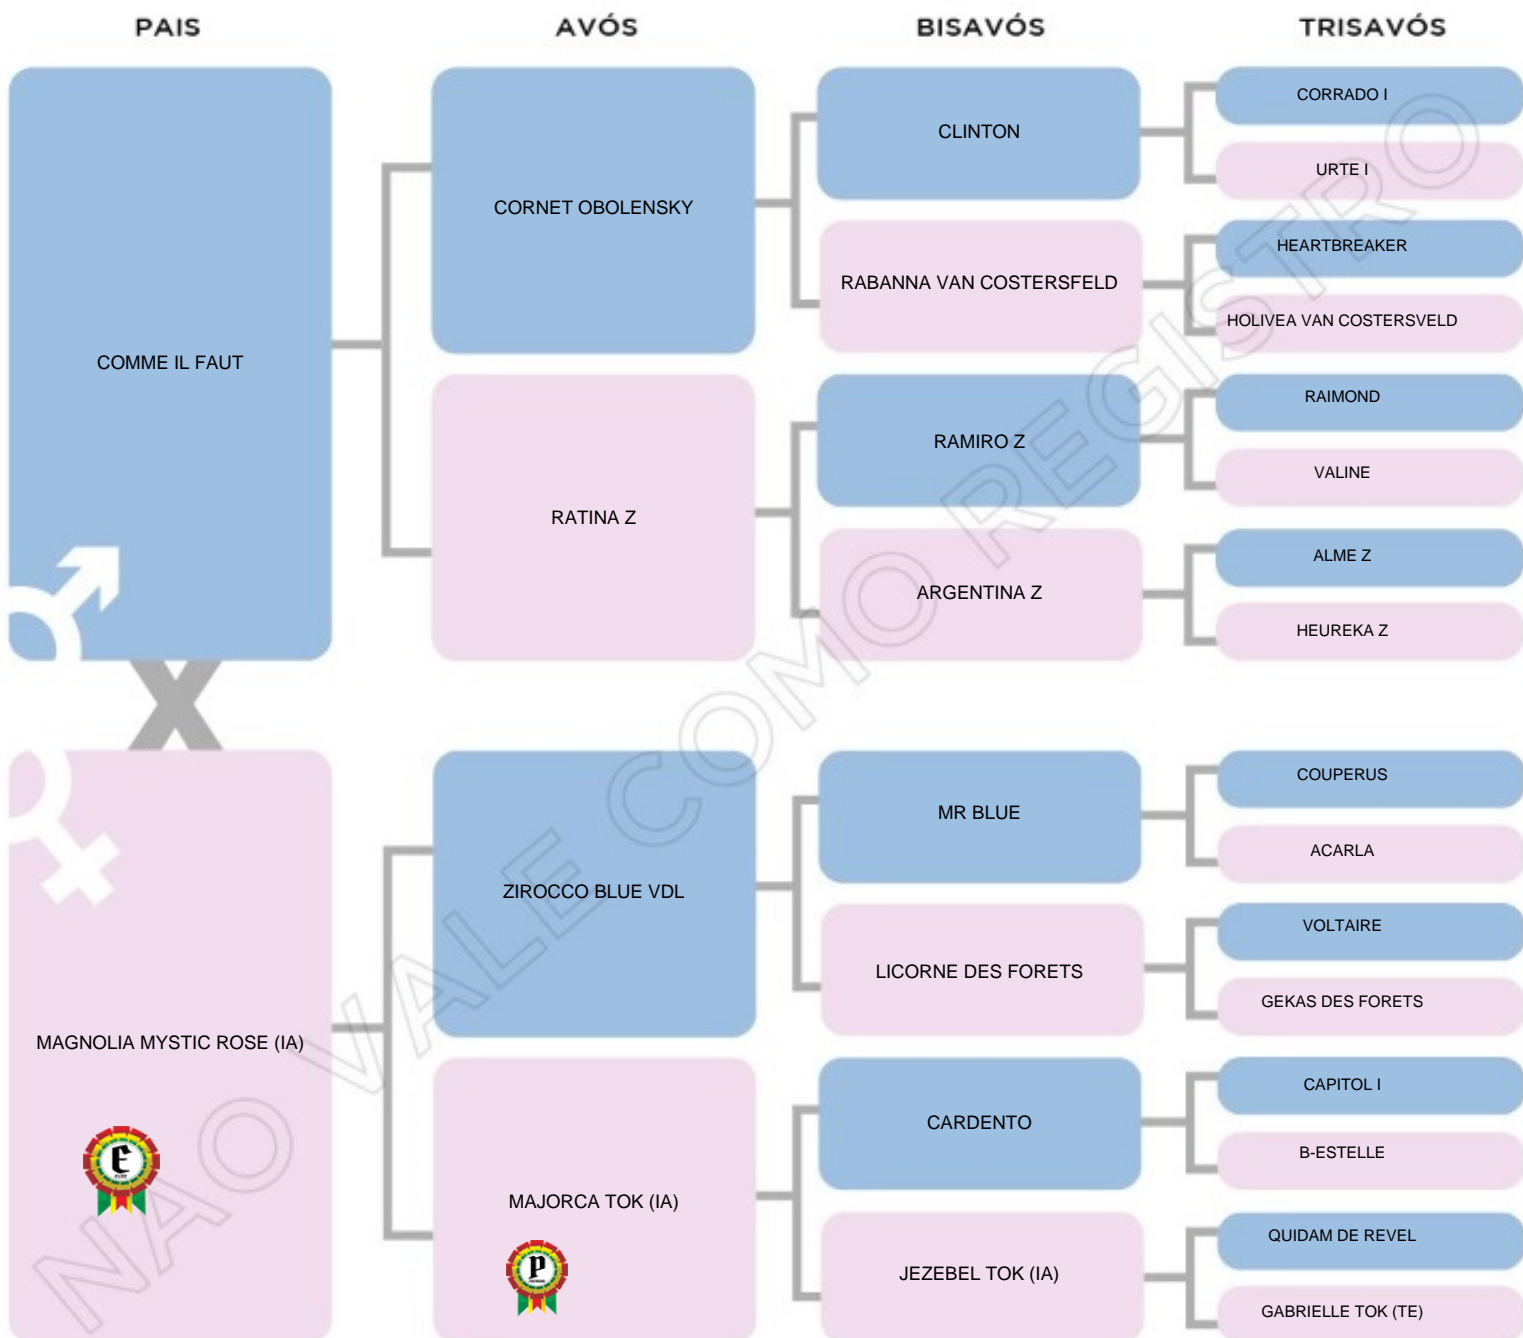 PAIS
AVÓS
BISAVÓS
TRISAVÓS
COMME IL FAUT
CORNET OBOLENSKY
RATINA Z
CLINTON
RABANNA VAN COSTERSFELD
RAMIRO Z
ARGENTINA Z
CORRADO I
URTE I
HEARTBREAKER
HOLIVEA VAN COSTERSVELD
RAIMOND
VALINE
ALME Z
HEUREKA Z
X
MAGNOLIA MYSTIC ROSE (IA)
E
ZIROCCO BLUE VDL
MAJORCA TOK (IA)
P
MR BLUE
LICORNE DES FORETS
CARDENTO
JEZEBEL TOK (IA)
COUPERUS
ACARLA
VOLTAIRE
GEKAS DES FORETS
CAPITOL I
B-ESTELLE
QUIDAM DE REVEL
GABRIELLE TOK (TE)
NAO VALE COMO REGISTRO